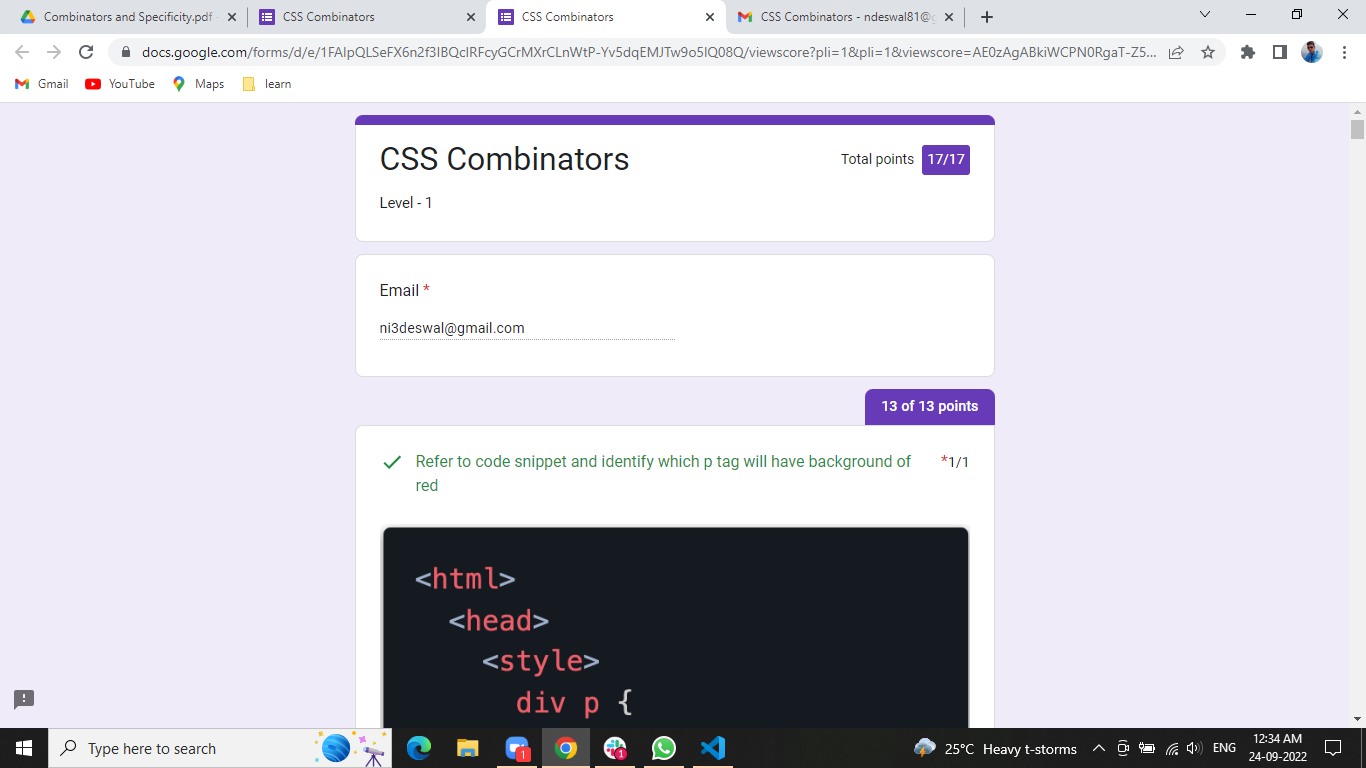 Combinators and Specificity.pdf -
CSS Combinators
CSS Combinators
CSS Combinators - ndeswal81@g
docs.google.com/forms/d/e/1FAIpQLSeFX6n2f3IBQclRFcyGCrMXrCLnWtP-Yv5dqEMJTw9o5lQ08Q/viewscore?pli=1&pli=1&viewscore=AE0zAgABkiWCPN0RgaT-Z5...
Gmail
YouTube
Maps
learn
CSS Combinators
Total points 17/17
Level - 1
Email *
ni3deswal@gmail.com
13 of 13 points
Refer to code snippet and identify which p tag will have background of
red
*1/1
<html>
<head>
<style>
div p {
Type here to search
1
1
25°C Heavy t-storms
ENG
12:34 AM
24-09-2022